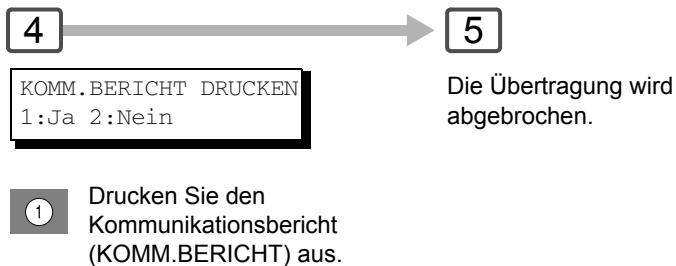 4
KOMM.BERICHT DRUCKEN
1:Ja 2:Nein
1
Drucken Sie den
Kommunikationsbericht
(KOMM.BERICHT) aus.
5
Die Übertragung wird
abgebrochen.